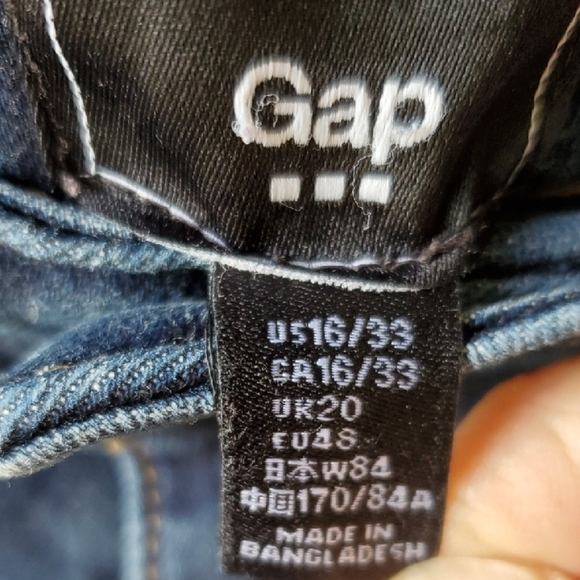 Gap
US16/33
CA16/33
UK20
EU48
日本W84
中国170/84A
MADE IN
BANGLADESH